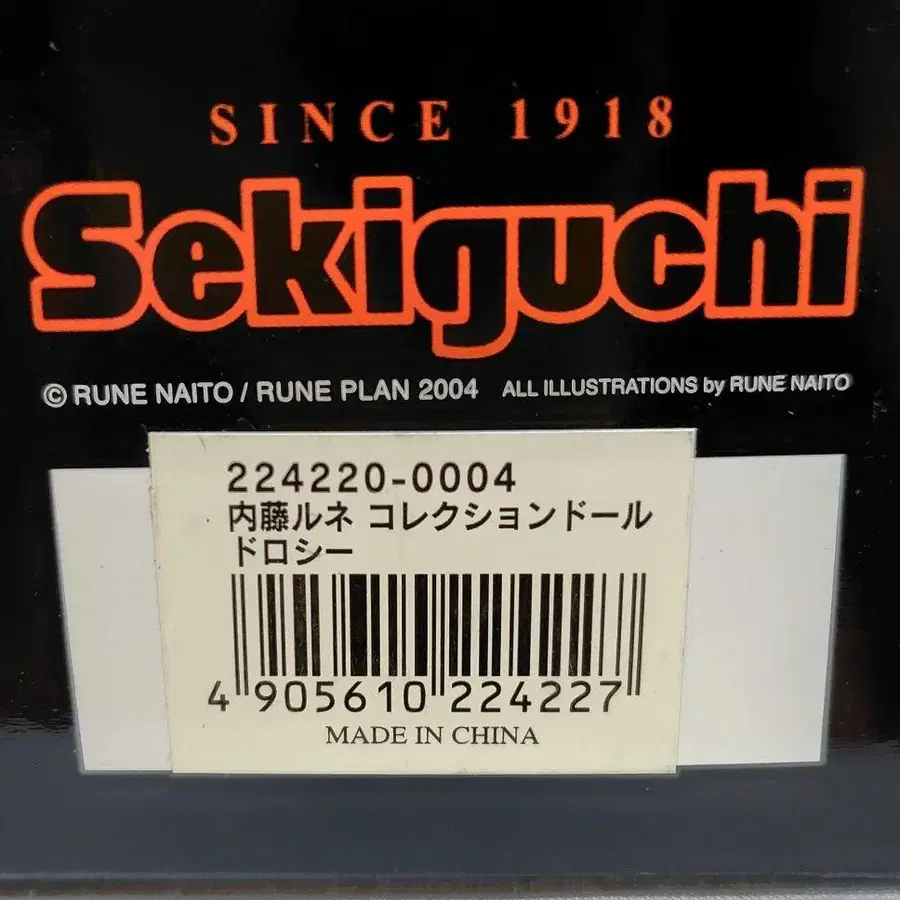 SINCE 1918
Sekiguchi
© RUNE NAITO / RUNE PLAN 2004 ALL ILLUSTRATIONS by RUNE NAITO
224220-0004
内藤ルネ コレクションドール
ドロシー
4 905610 224227
MADE IN CHINA